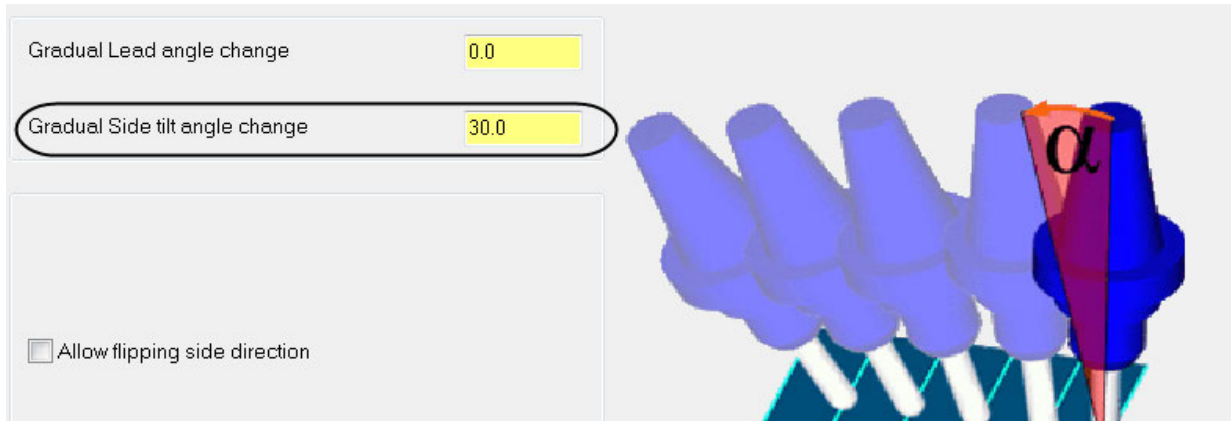 Gradual Lead angle change 0.0
Gradual Side tilt angle change 30.0
α
Allow flipping side direction